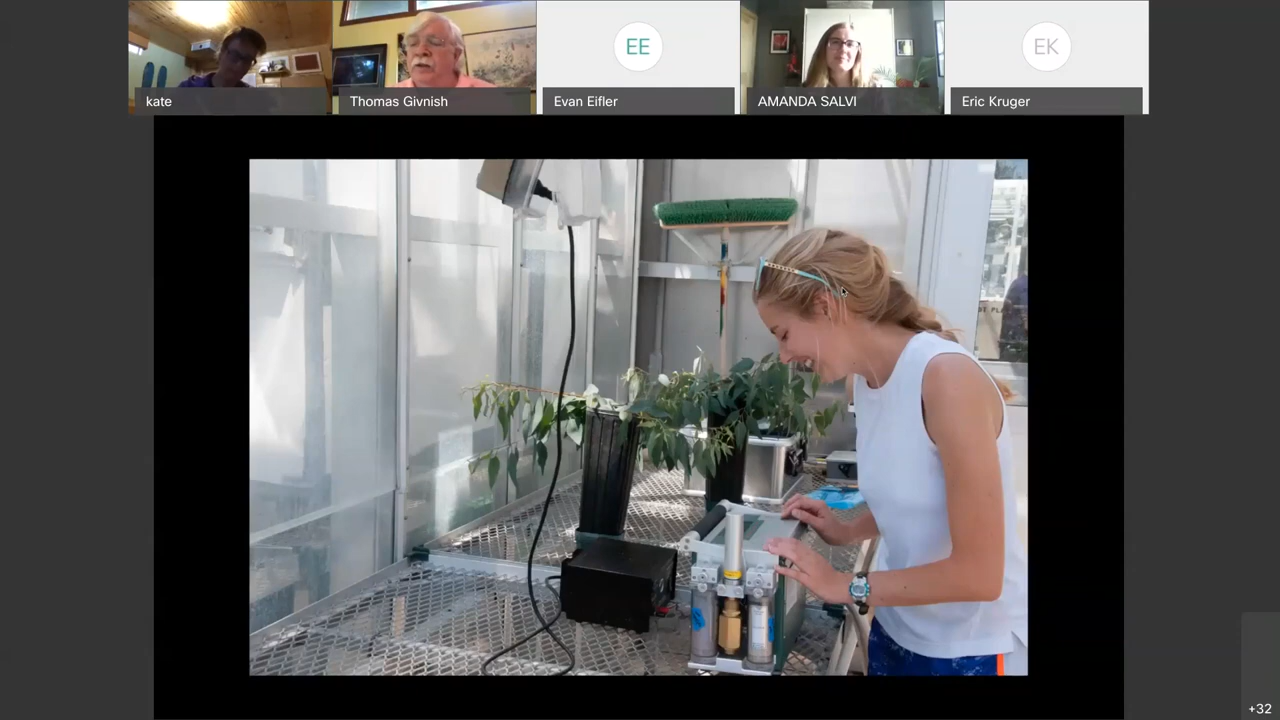 EE
EK
kate
Thomas Givnish
Evan Eifler
AMANDA SALVI
Eric Kruger
+32